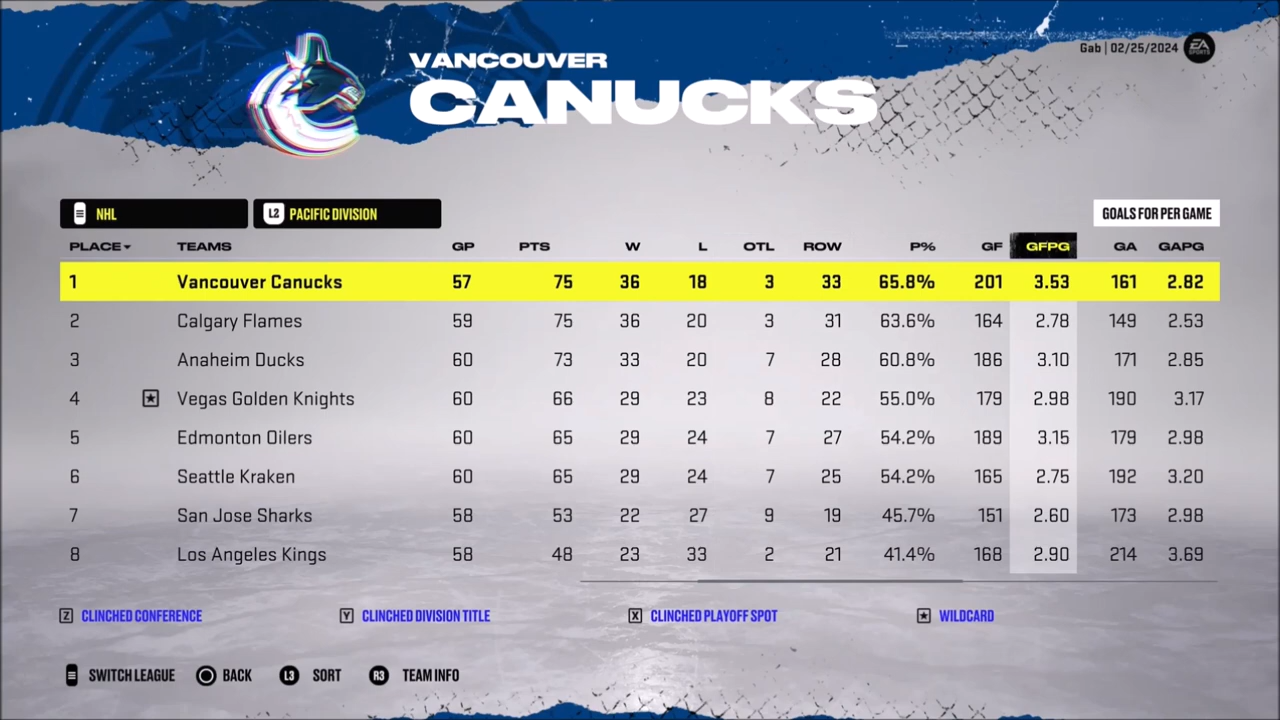 VANCOUVER
CANUCKS
Gab | 02/25/2024 EA SPORTS
NHL L2 PACIFIC DIVISION GOALS FOR PER GAME
PLACE TEAMS GP PTS W L OTL ROW P% GF GFPG GA GAPG
1 Vancouver Canucks 57 75 36 18 3 33 65.8% 201 3.53 161 2.82
2 Calgary Flames 59 75 36 20 3 31 63.6% 164 2.78 149 2.53
3 Anaheim Ducks 60 73 33 20 7 28 60.8% 186 3.10 171 2.85
4 Vegas Golden Knights 60 66 29 23 8 22 55.0% 179 2.98 190 3.17
5 Edmonton Oilers 60 65 29 24 7 27 54.2% 189 3.15 179 2.98
6 Seattle Kraken 60 65 29 24 7 25 54.2% 165 2.75 192 3.20
7 San Jose Sharks 58 53 22 27 9 19 45.7% 151 2.60 173 2.98
8 Los Angeles Kings 58 48 23 33 2 21 41.4% 168 2.90 214 3.69
Z CLINCHED CONFERENCE Y CLINCHED DIVISION TITLE X CLINCHED PLAYOFF SPOT WILDCARD
SWITCH LEAGUE BACK L3 SORT R3 TEAM INFO